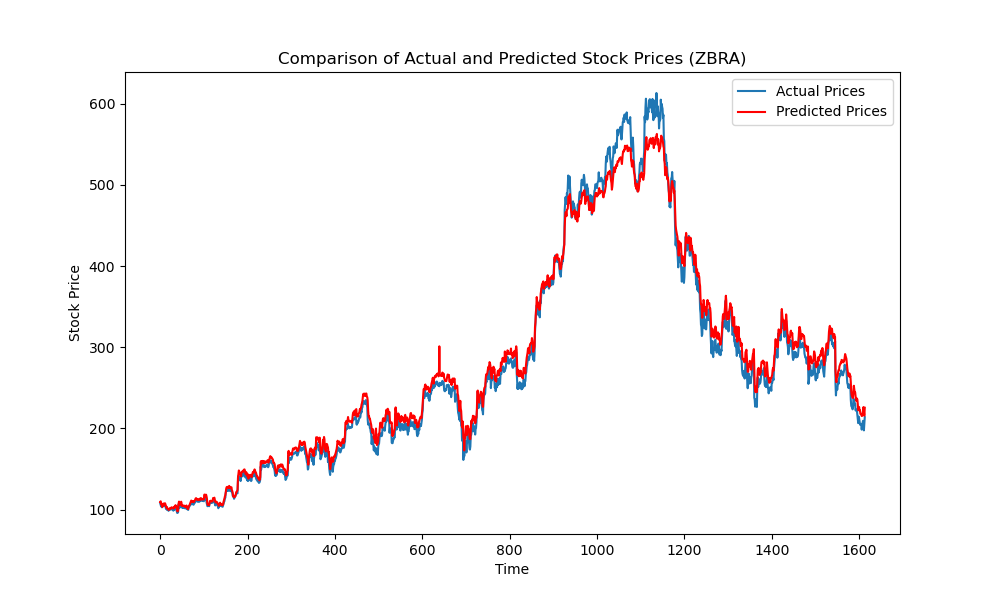 Comparison of Actual and Predicted Stock Prices (ZBRA)
Actual Prices
Predicted Prices
600
500
400
300
200
100
Stock Price
0 200 400 600 800 1000 1200 1400 1600
Time